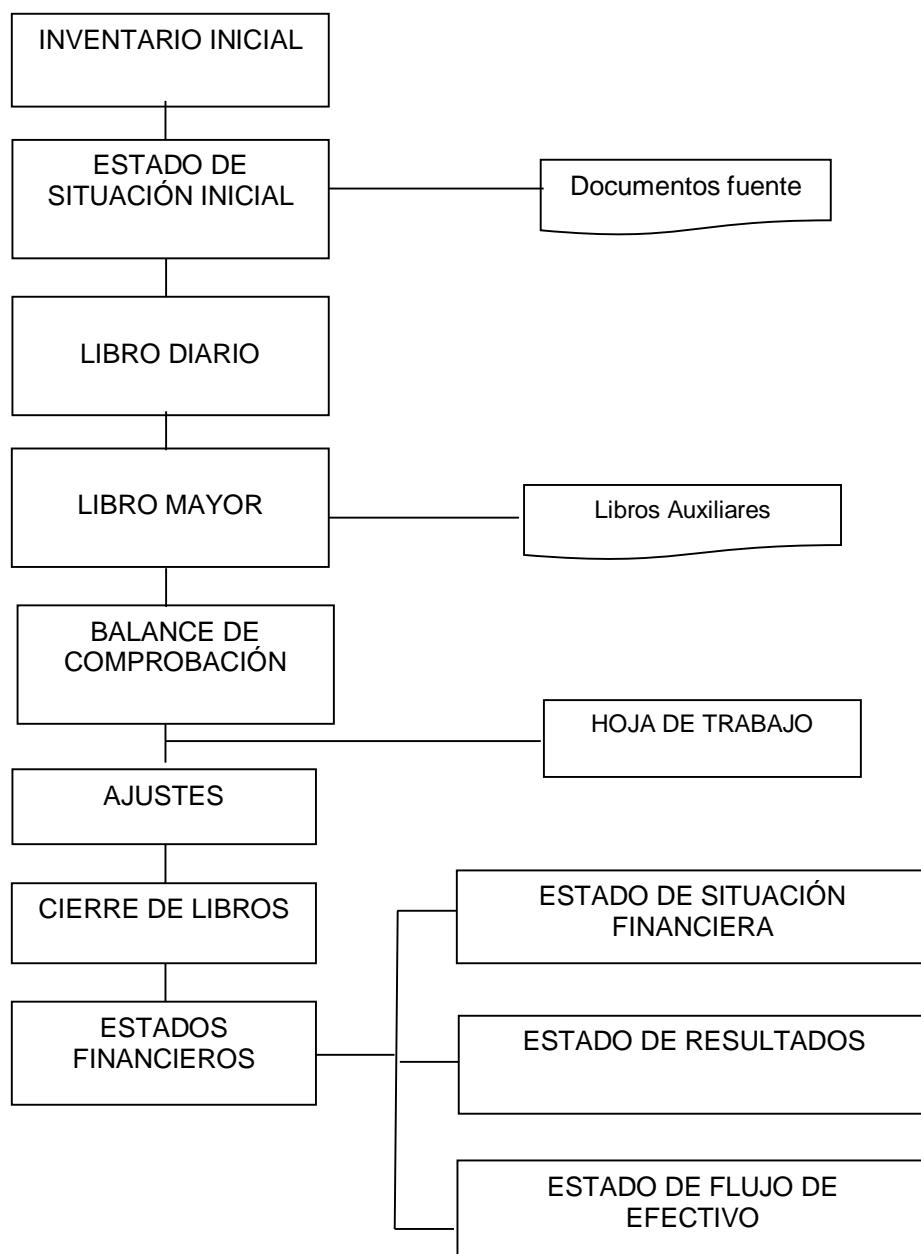 INVENTARIO INICIAL
ESTADO DE
SITUACIÓN INICIAL
Documentos fuente
LIBRO DIARIO
LIBRO MAYOR
Libros Auxiliares
BALANCE DE
COMPROBACIÓN
HOJA DE TRABAJO
AJUSTES
CIERRE DE LIBROS
ESTADO DE SITUACIÓN
FINANCIERA
ESTADOS
FINANCIEROS
ESTADO DE RESULTADOS
ESTADO DE FLUJO DE
EFECTIVO